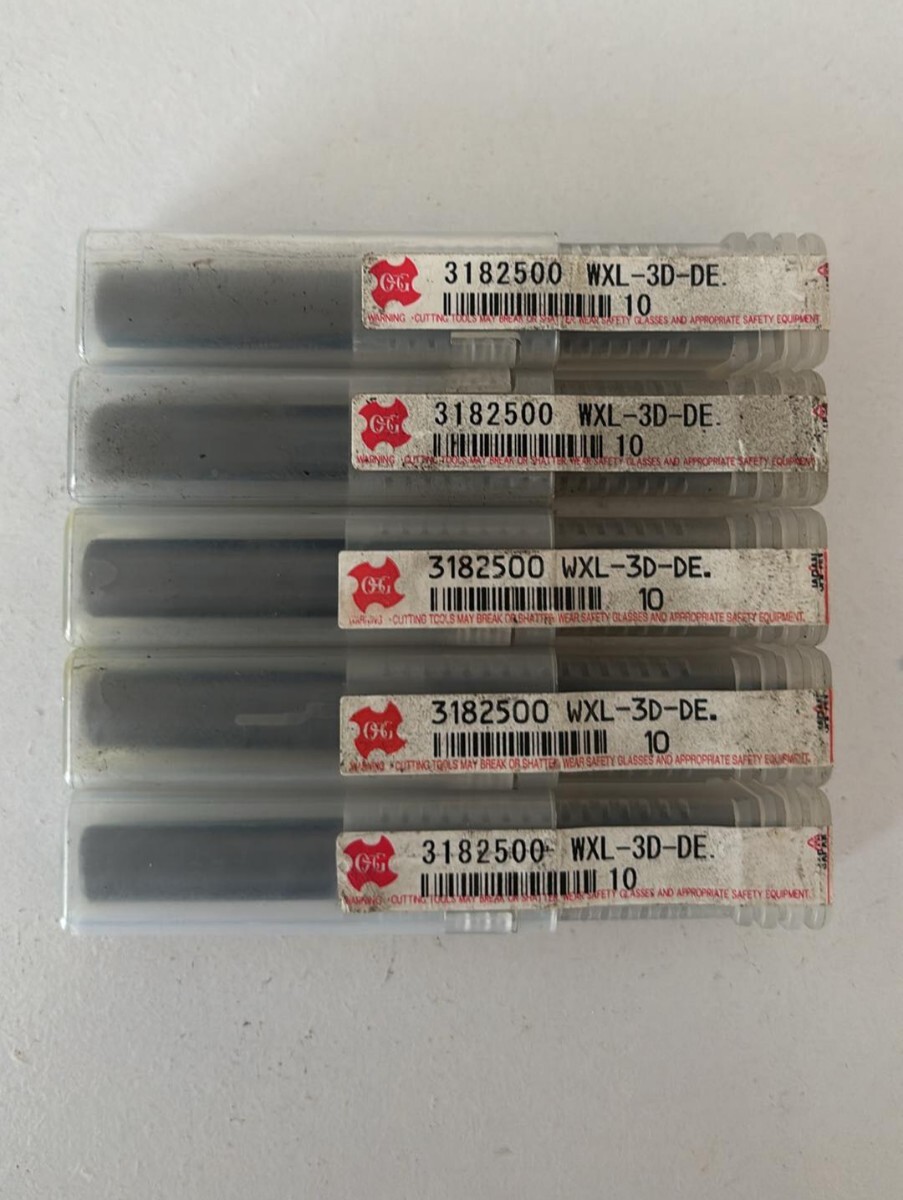 OSG 3182500 WXL-3D-DE.
10
WARNING ・CUTTING TOOLS MAY BREAK OR SHATTER. WEAR SAFETY GLASSES AND APPROPRIATE SAFETY EQUIPMENT.
OSG 3182500 WXL-3D-DE.
10
WARNING ・CUTTING TOOLS MAY BREAK OR SHATTER. WEAR SAFETY GLASSES AND APPROPRIATE SAFETY EQUIPMENT.
OSG 3182500 WXL-3D-DE.
10
JAPAN
WARNING ・CUTTING TOOLS MAY BREAK OR SHATTER. WEAR SAFETY GLASSES AND APPROPRIATE SAFETY EQUIPMENT.
OSG 3182500 WXL-3D-DE.
10
JAPAN
WARNING ・CUTTING TOOLS MAY BREAK OR SHATTER. WEAR SAFETY GLASSES AND APPROPRIATE SAFETY EQUIPMENT.
OSG 3182500 WXL-3D-DE.
10
JAPAN
WARNING ・CUTTING TOOLS MAY BREAK OR SHATTER. WEAR SAFETY GLASSES AND APPROPRIATE SAFETY EQUIPMENT.